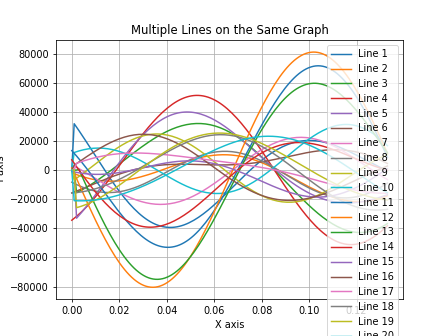 Multiple Lines on the Same Graph
80000
60000
40000
20000
0
−20000
−40000
−60000
−80000
0.00
0.02
0.04
0.06
0.08
0.10
X axis
Line 1
Line 2
Line 3
Line 4
Line 5
Line 6
Line 7
Line 8
Line 9
Line 10
Line 11
Line 12
Line 13
Line 14
Line 15
Line 16
Line 17
Line 18
Line 19
Line 20